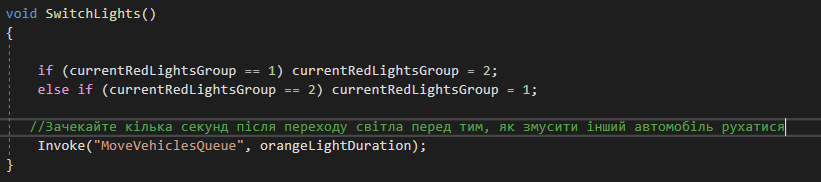 void SwitchLights()
{
if (currentRedLightsGroup == 1) currentRedLightsGroup = 2;
else if (currentRedLightsGroup == 2) currentRedLightsGroup = 1;
//Зачекайте кілька секунд після переходу світла перед тим, як змусити інший автомобіль рухатися
Invoke("MoveVehiclesQueue", orangeLightDuration);
}